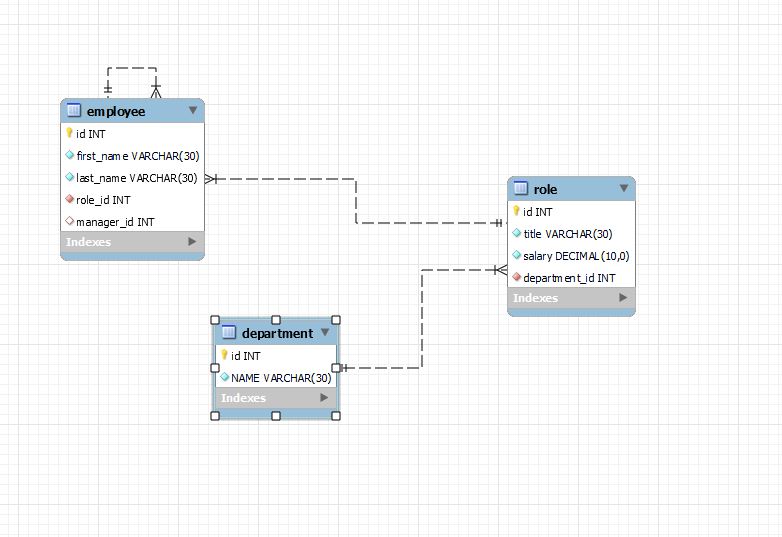 employee
id INT
first_name VARCHAR(30)
last_name VARCHAR(30)
role_id INT
manager_id INT
Indexes
role
id INT
title VARCHAR(30)
salary DECIMAL(10,0)
department_id INT
Indexes
department
id INT
NAME VARCHAR(30)
Indexes